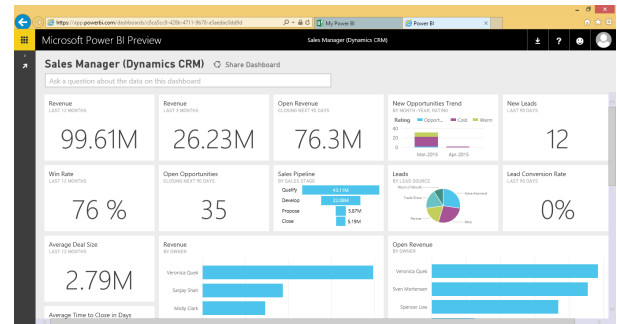 https://app.powerbi.com/dashboards/
My Power BI
Power BI
Microsoft Power BI Preview
Sales Manager (Dynamics CRM)
Sales Manager (Dynamics CRM)
Share Dashboard
Ask a question about the data on this dashboard
Revenue
LAST 12 MONTHS
99.61M
Revenue
LAST 3 MONTHS
26.23M
Open Revenue
CLOSING NEXT 90 DAYS
76.3M
New Opportunities Trend
BY MONTH-YEAR, RATING
Rating Opport... Cold Warm
40
20
0
Mar-2015 Apr-2015
New Leads
LAST 90 DAYS
12
Win Rate
LAST 12 MONTHS
76 %
Open Opportunities
CLOSING NEXT 90 DAYS
35
Sales Pipeline
BY SALES STAGE
Qualify 43.11M
Develop
Propose 5.87M
Close 5.19M
Leads
BY LEAD SOURCE
Word of Mouth
Trade Show
Advertisement
Partner
Web
Lead Conversion Rate
LAST 90 DAYS
0%
Average Deal Size
LAST 12 MONTHS
2.79M
Revenue
BY OWNER
Veronica Quek
Sanjay Shah
Molly Clark
Open Revenue
BY OWNER
Veronica Quek
Sven Mortensen
Spencer Low
Average Time to Close in Days